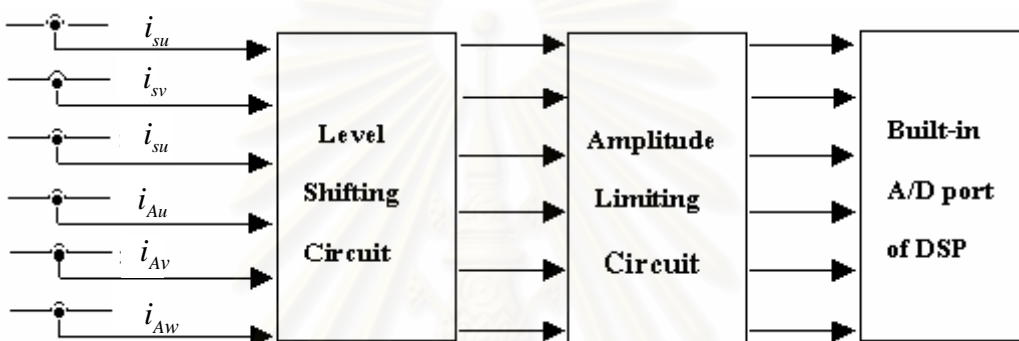 i_su
i_sv
i_su
i_Au
i_Av
i_Aw
Level
Shifting
Circuit
Amplitude
Limiting
Circuit
Built-in
A/D port
of DSP